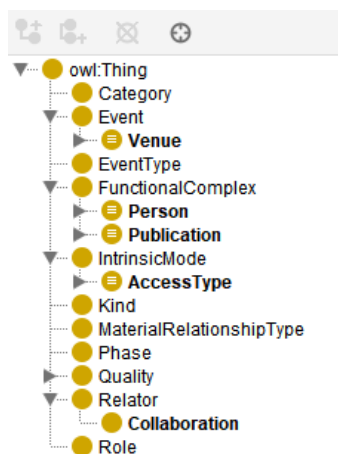 owl:Thing
Category
Event
Venue
EventType
FunctionalComplex
Person
Publication
IntrinsicMode
AccessType
Kind
MaterialRelationshipType
Phase
Quality
Relator
Collaboration
Role